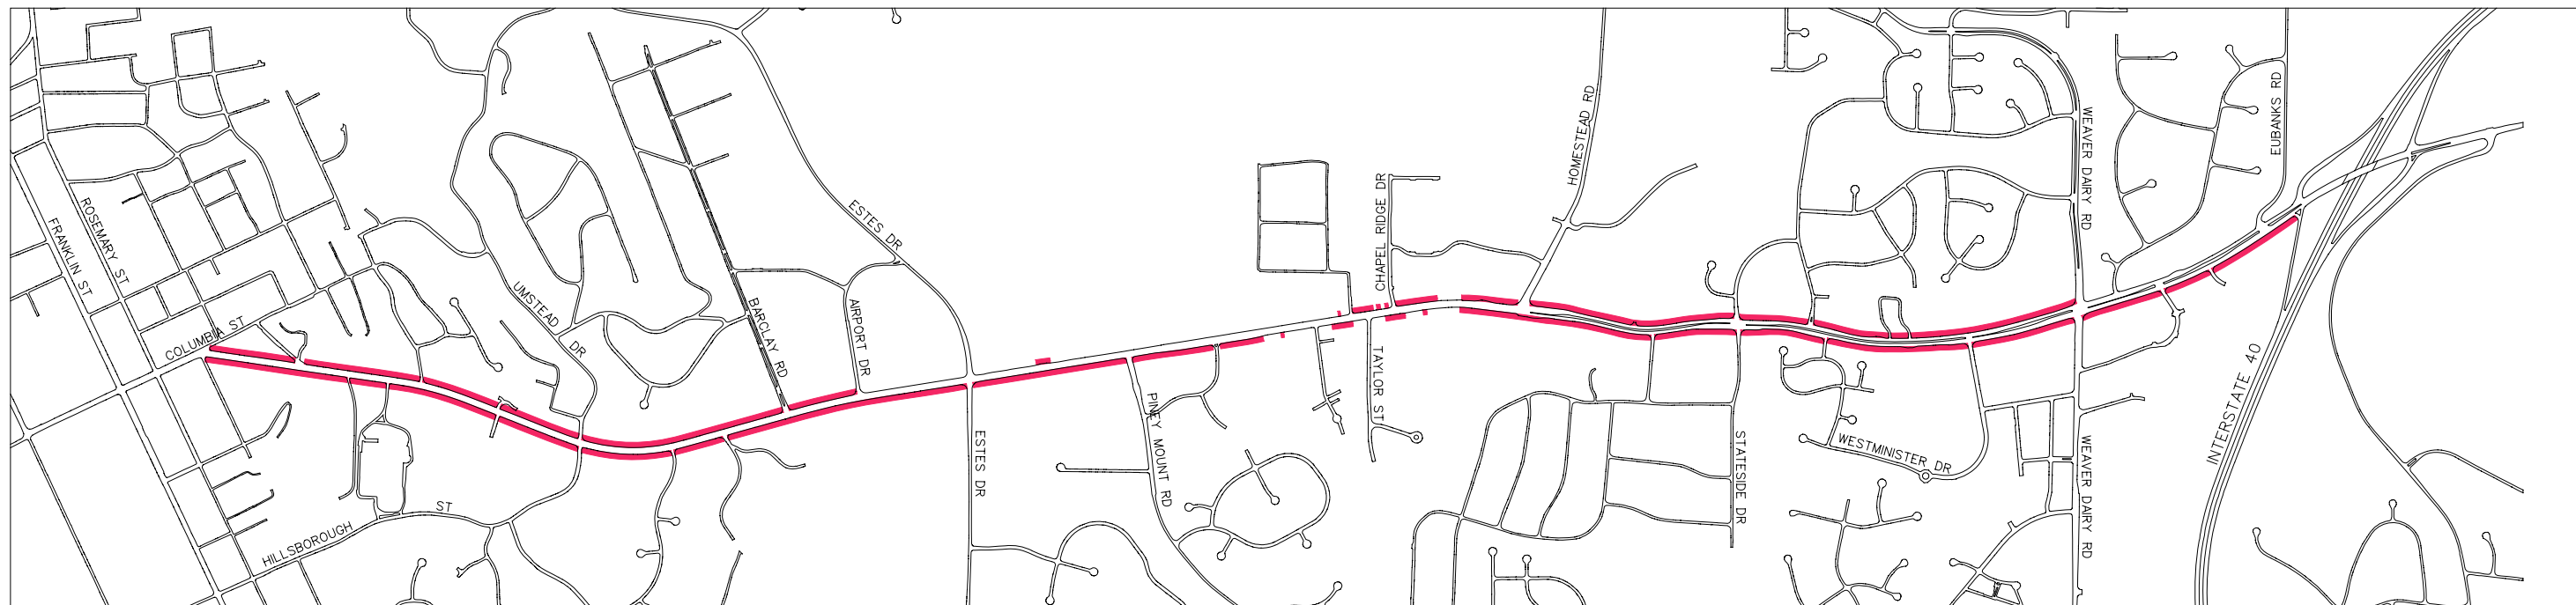 FRANKLIN ST
ROSEMARY ST
COLUMBIA ST
HILLSBOROUGH ST
UMSTEAD DR
BARCLAY RD
AIRPORT DR
ESTES DR
ESTES DR
PINEY MOUNT RD
CHAPEL RIDGE DR
TAYLOR ST
HOMESTEAD RD
STATESIDE DR
WESTMINISTER DR
WEAVER DAIRY RD
WEAVER DAIRY RD
EUBANKS RD
INTERSTATE 40